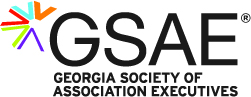 GSAE®
GEORGIA SOCIETY OF
ASSOCIATION EXECUTIVES